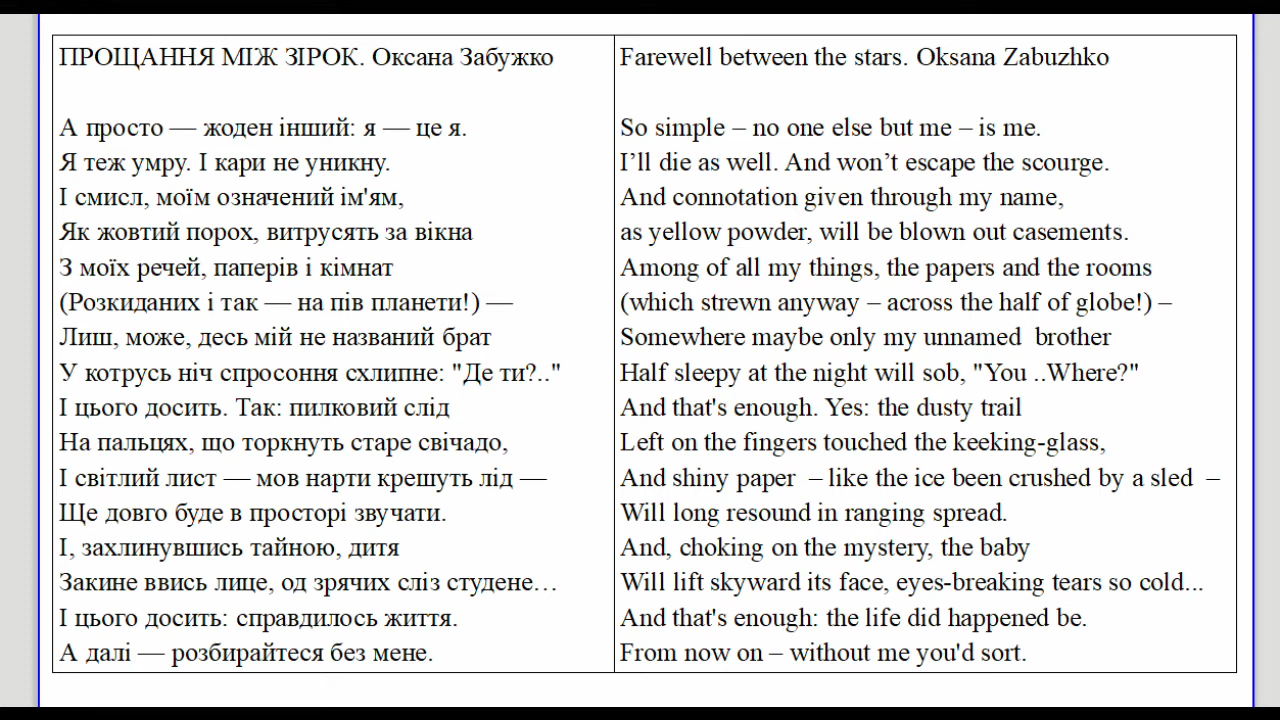 ПРОЩАННЯ МІЖ ЗІРОК. Оксана Забужко
А просто — жоден інший: я — це я.
Я теж умру. І кари не уникну.
І смисл, моїм означений ім'ям,
Як жовтий порох, витрусять за вікна
З моїх речей, паперів і кімнат
(Розкиданих і так — на пів планети!) —
Лиш, може, десь мій не названий брат
У котрусь ніч спросоння схлипне: "Де ти?.."
І цього досить. Так: пилковий слід
На пальцях, що торкнуть старе свічадо,
І світлий лист — мов нарти крешуть лід —
Ще довго буде в просторі звучати.
І, захлинувшись тайною, дитя
Закине ввись лице, од зрячих сліз студене…
І цього досить: справдилось життя.
А далі — розбирайтеся без мене.
Farewell between the stars. Oksana Zabuzhko
So simple – no one else but me – is me.
I’ll die as well. And won’t escape the scourge.
And connotation given through my name,
as yellow powder, will be blown out casements.
Among of all my things, the papers and the rooms
(which strewn anyway – across the half of globe!) –
Somewhere maybe only my unnamed  brother
Half sleepy at the night will sob, "You ..Where?"
And that's enough. Yes: the dusty trail
Left on the fingers touched the keeking-glass,
And shiny paper  – like the ice been crushed by a sled  –
Will long resound in ranging spread.
And, choking on the mystery, the baby
Will lift skyward its face, eyes-breaking tears so cold...
And that's enough: the life did happened be.
From now on – without me you'd sort.